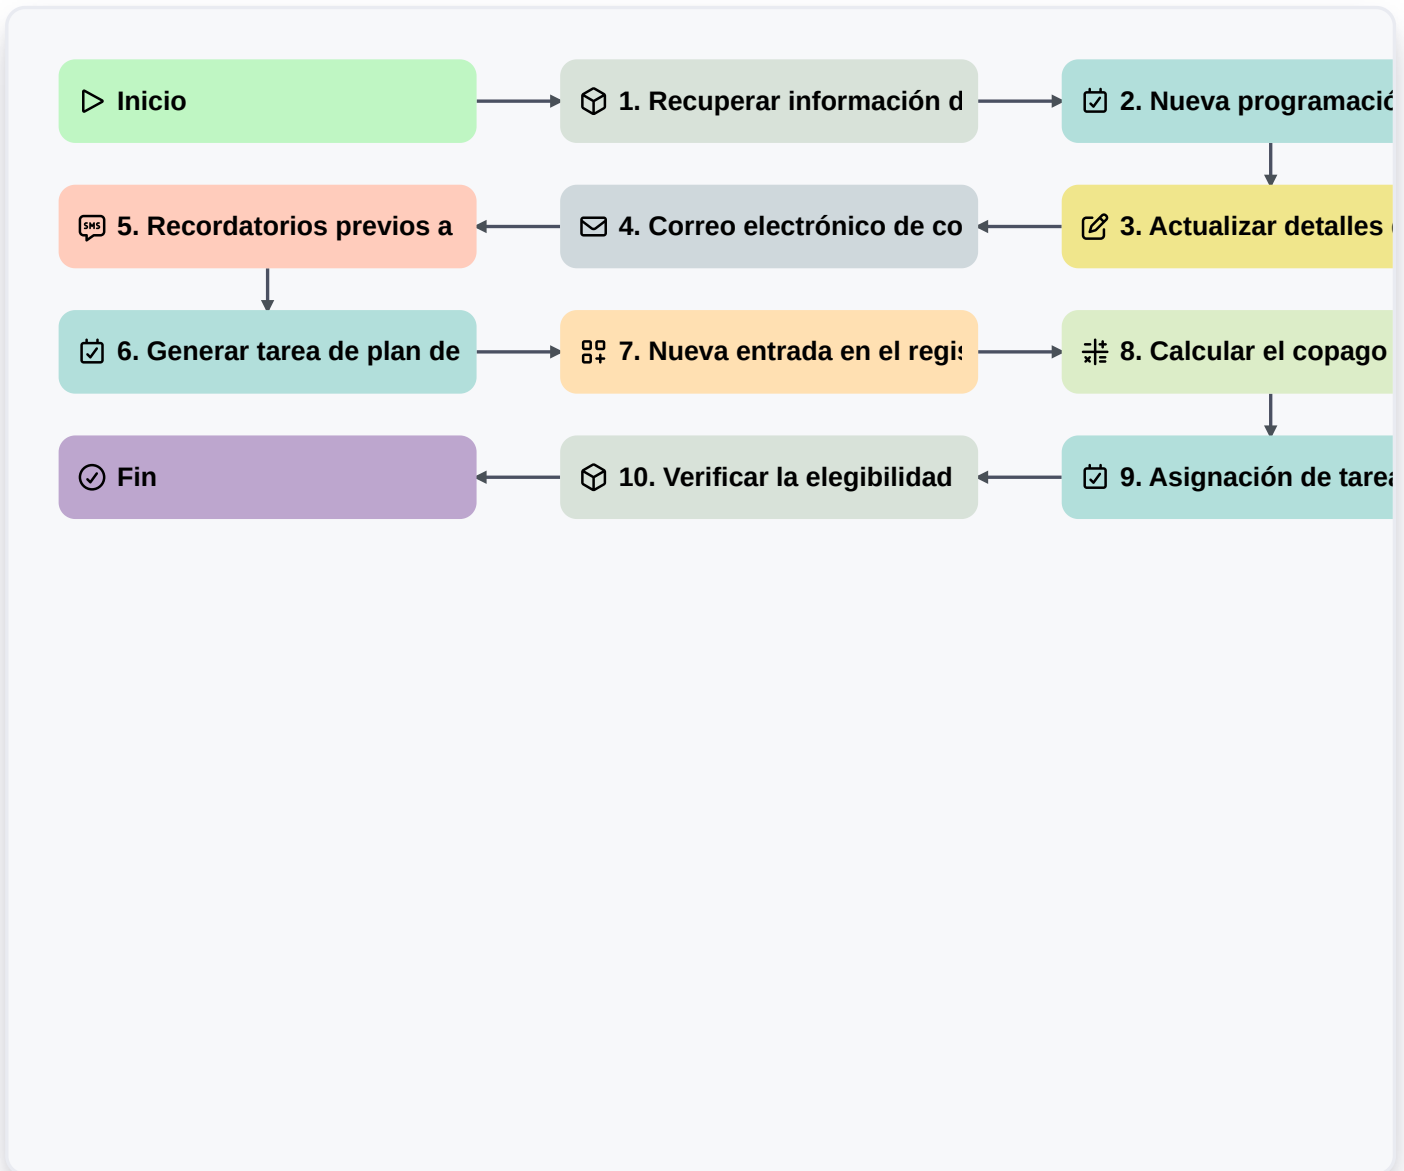 Inicio
1. Recuperar información d
2. Nueva programació
5. Recordatorios previos a
4. Correo electrónico de co
3. Actualizar detalles
6. Generar tarea de plan de
7. Nueva entrada en el regis
8. Calcular el copago
Fin
10. Verificar la elegibilidad
9. Asignación de tarea